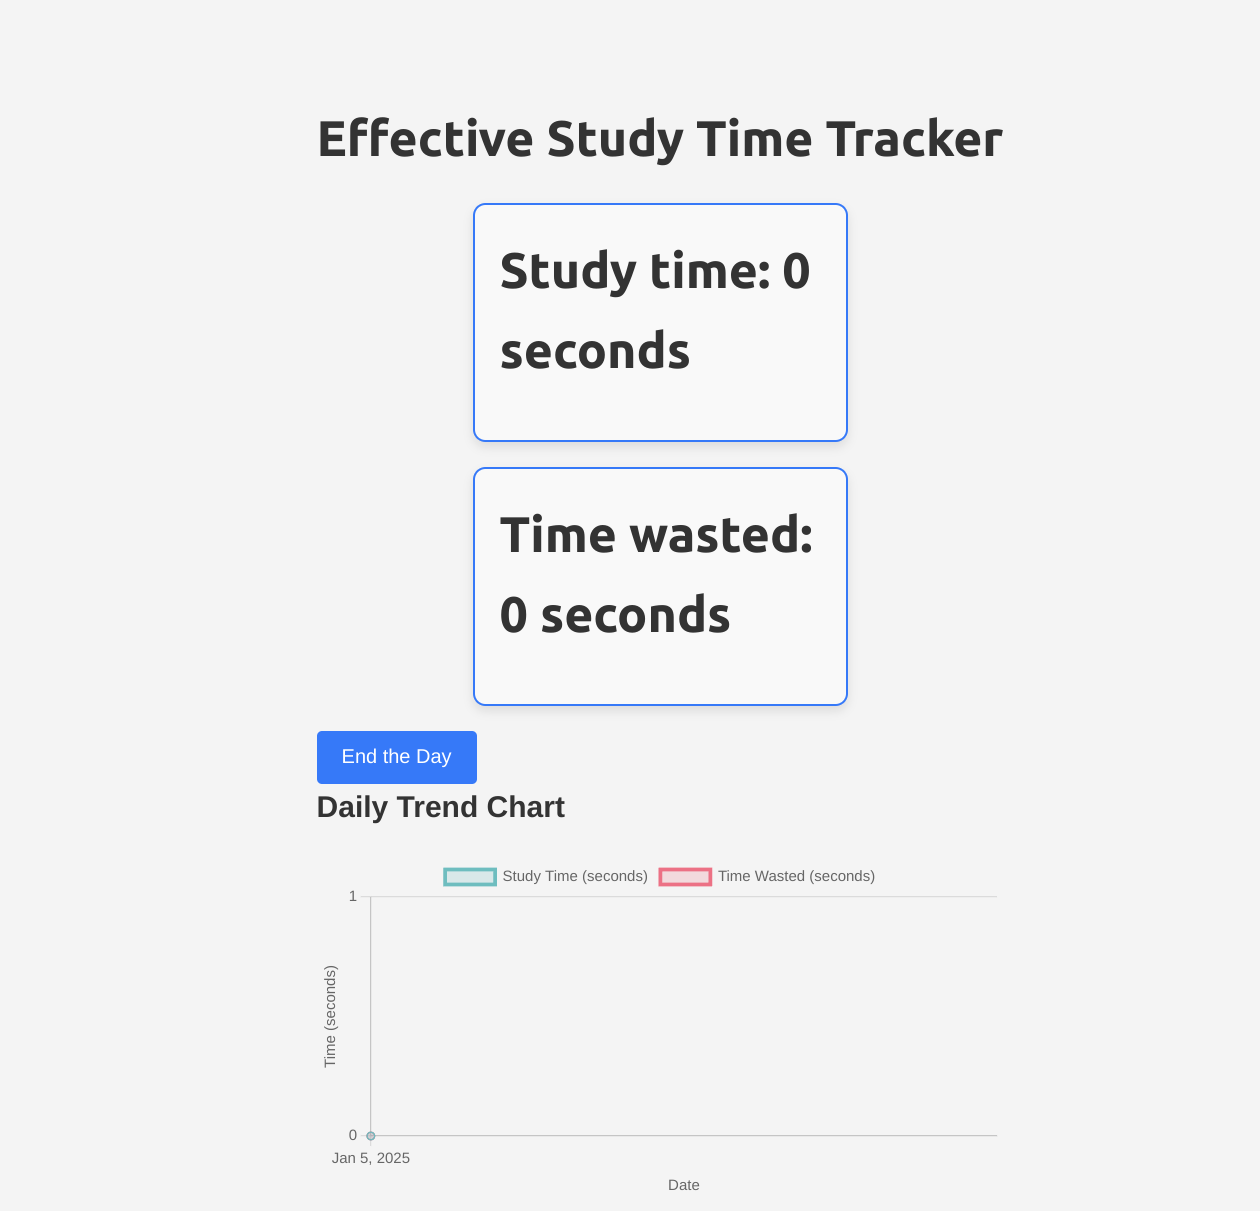 Effective Study Time Tracker
Study time: 0
seconds
Time wasted:
0 seconds
End the Day
Daily Trend Chart
Study Time (seconds) Time Wasted (seconds)
1
Time (seconds)
0
Jan 5, 2025
Date